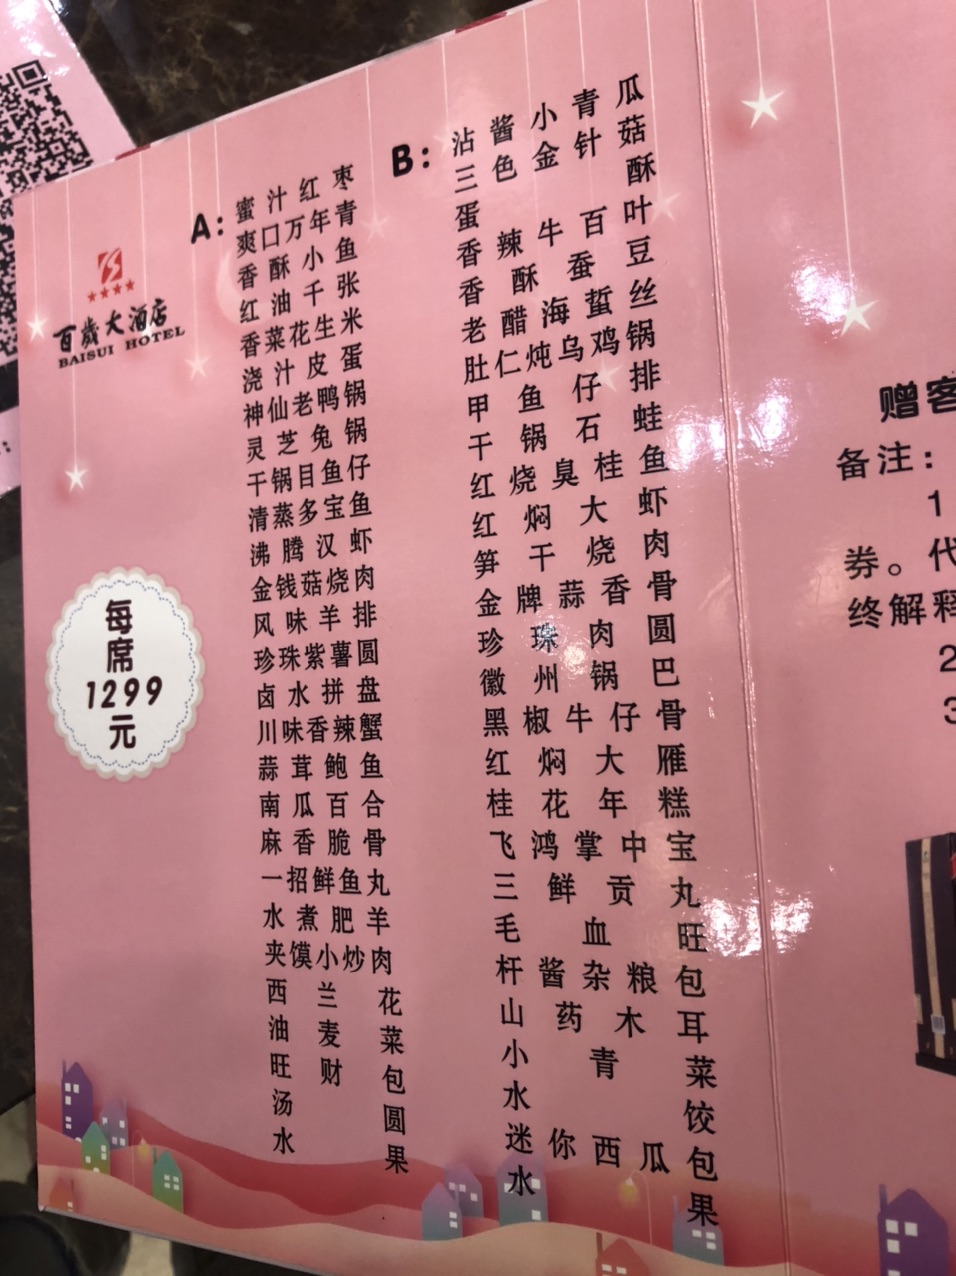 百岁大酒店
BAISUI HOTEL
每
席
1299
元
A:
蜜汁红枣
爽口万年青
香酥小鱼
红油千张
香菜花生米
浇汁皮蛋
神仙老鸭锅
灵芝兔锅
干锅目鱼仔
清蒸多宝鱼
沸腾汉虾
金钱菇烧肉
风味羊排
珍珠紫薯圆
卤水拼盘
川味香辣蟹
蒜茸鲍鱼
南瓜百合
麻香脆骨
一招鲜鱼丸
水煮肥羊
夹馍小炒肉
西兰花
油麦菜
旺财包
汤圆
水果
B:
沾酱小青瓜
三色金针菇
蛋酥
香辣牛百叶
香酥蚕豆
老醋海蜇丝
肚仁炖乌鸡锅
甲鱼仔排
干锅石蛙
红烧臭桂鱼
红焖大虾
笋干烧肉
金牌蒜香骨
珍珠肉圆
徽州锅巴
黑椒牛仔骨
红焖大雁
桂花年糕
飞鸿掌中宝
三鲜贡丸
毛血旺
杆酱杂粮包
山药木耳
小青菜
水饺
迷你西瓜包
水果
赠客
备注：
1
券。代
终解释
2
3